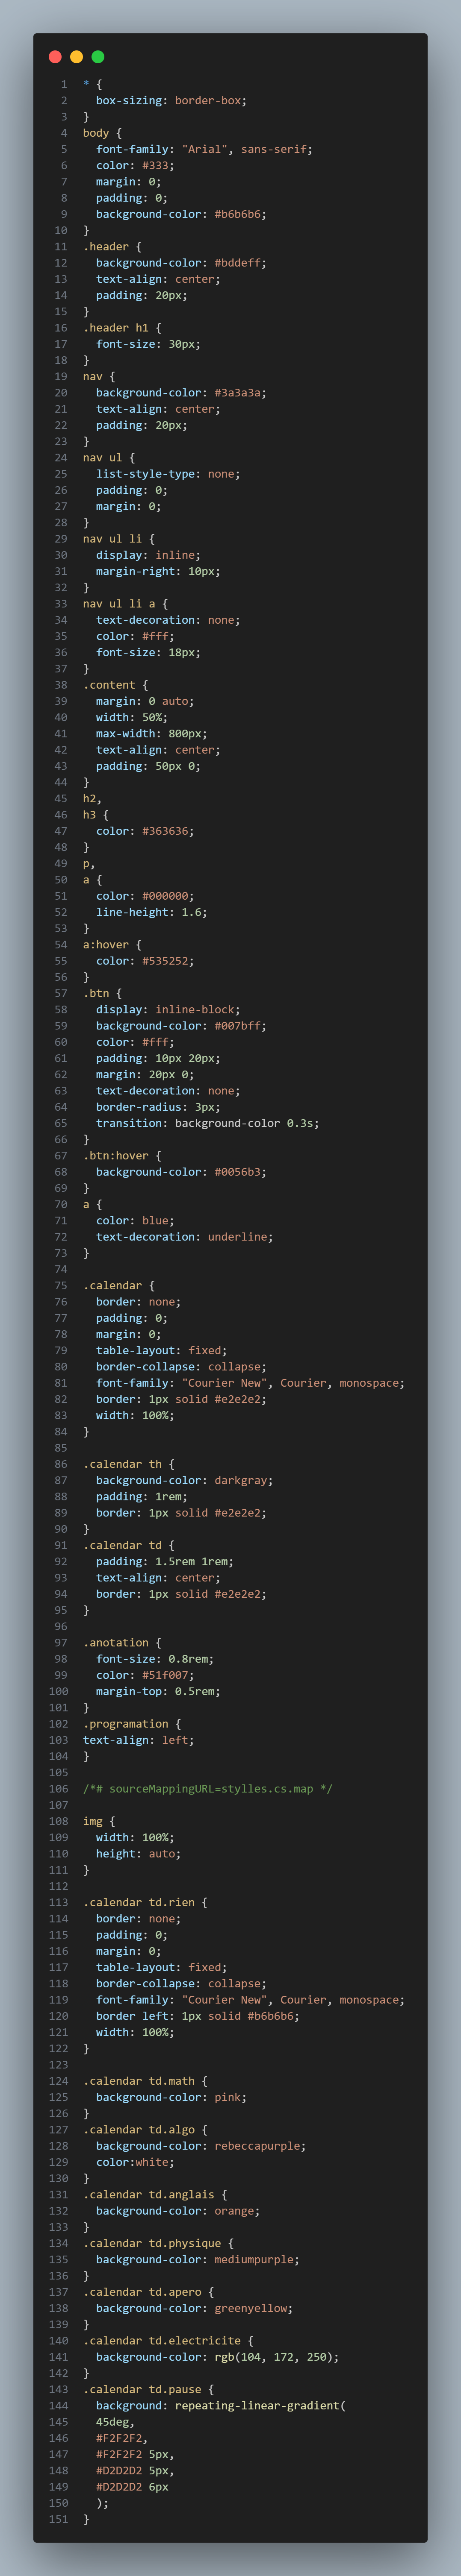 1 * {
2 box-sizing: border-box;
3 }
4 body {
5 font-family: "Arial", sans-serif;
6 color: #333;
7 margin: 0;
8 padding: 0;
9 background-color: #b6b6b6;
10 }
11 .header {
12 background-color: #bddeff;
13 text-align: center;
14 padding: 20px;
15 }
16 .header h1 {
17 font-size: 30px;
18 }
19 nav {
20 background-color: #3a3a3a;
21 text-align: center;
22 padding: 20px;
23 }
24 nav ul {
25 list-style-type: none;
26 padding: 0;
27 margin: 0;
28 }
29 nav ul li {
30 display: inline;
31 margin-right: 10px;
32 }
33 nav ul li a {
34 text-decoration: none;
35 color: #fff;
36 font-size: 18px;
37 }
38 .content {
39 margin: 0 auto;
40 width: 50%;
41 max-width: 800px;
42 text-align: center;
43 padding: 50px 0;
44 }
45 h2,
46 h3 {
47 color: #363636;
48 }
49 p,
50 a {
51 color: #000000;
52 line-height: 1.6;
53 }
54 a:hover {
55 color: #535252;
56 }
57 .btn {
58 display: inline-block;
59 background-color: #007bff;
60 color: #fff;
61 padding: 10px 20px;
62 margin: 20px 0;
63 text-decoration: none;
64 border-radius: 3px;
65 transition: background-color 0.3s;
66 }
67 .btn:hover {
68 background-color: #0056b3;
69 }
70 a {
71 color: blue;
72 text-decoration: underline;
73 }
74
75 .calendar {
76 border: none;
77 padding: 0;
78 margin: 0;
79 table-layout: fixed;
80 border-collapse: collapse;
81 font-family: "Courier New", Courier, monospace;
82 border: 1px solid #e2e2e2;
83 width: 100%;
84 }
85
86 .calendar th {
87 background-color: darkgray;
88 padding: 1rem;
89 border: 1px solid #e2e2e2;
90 }
91 .calendar td {
92 padding: 1.5rem 1rem;
93 text-align: center;
94 border: 1px solid #e2e2e2;
95 }
96
97 .anotation {
98 font-size: 0.8rem;
99 color: #51f007;
100 margin-top: 0.5rem;
101 }
102 .programation {
103 text-align: left;
104 }
105
106 /*# sourceMappingURL=stylles.cs.map */
107
108 img {
109 width: 100%;
110 height: auto;
111 }
112
113 .calendar td.rien {
114 border: none;
115 padding: 0;
116 margin: 0;
117 table-layout: fixed;
118 border-collapse: collapse;
119 font-family: "Courier New", Courier, monospace;
120 border left: 1px solid #b6b6b6;
121 width: 100%;
122 }
123
124 .calendar td.math {
125 background-color: pink;
126 }
127 .calendar td.algo {
128 background-color: rebeccapurple;
129 color:white;
130 }
131 .calendar td.anglais {
132 background-color: orange;
133 }
134 .calendar td.physique {
135 background-color: mediumpurple;
136 }
137 .calendar td.apero {
138 background-color: greenyellow;
139 }
140 .calendar td.electricite {
141 background-color: rgb(104, 172, 250);
142 }
143 .calendar td.pause {
144 background: repeating-linear-gradient(
145 45deg,
146 #F2F2F2,
147 #F2F2F2 5px,
148 #D2D2D2 5px,
149 #D2D2D2 6px
150 );
151 }